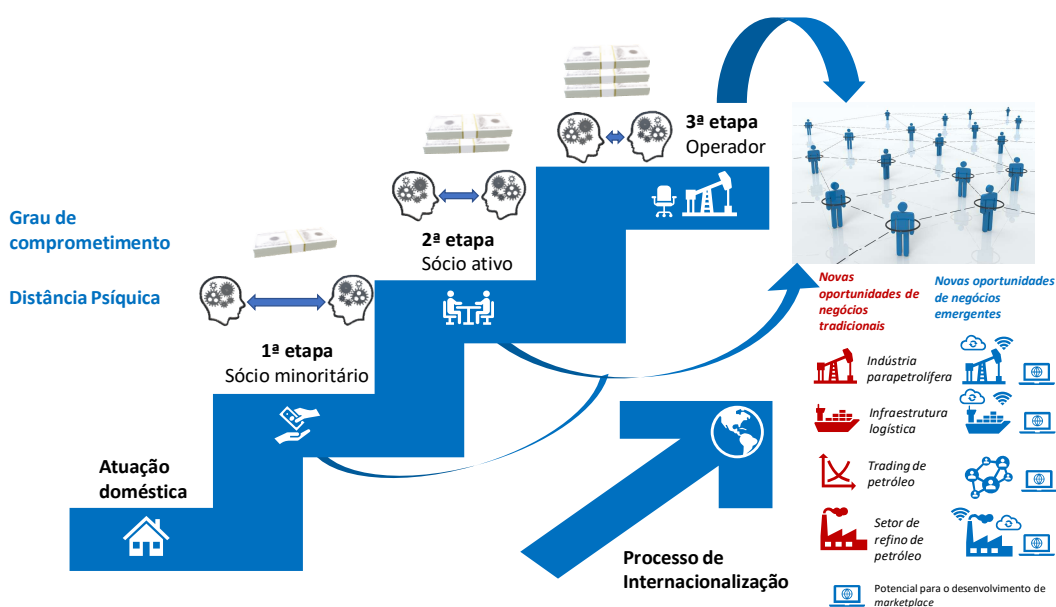 3ª etapa
Operador
Grau de
comprometimento
2ª etapa
Sócio ativo
Distância Psíquica
1ª etapa
Sócio minoritário
Atuação
doméstica
Processo de
Internacionalização
Novas
oportunidades de
negócios
tradicionais
Novas oportunidades
de negócios
emergentes
Indústria
parapetrolífera
Infraestrutura
logística
Trading de
petróleo
Setor de
refino de
petróleo
Potencial para o desenvolvimento de
marketplace